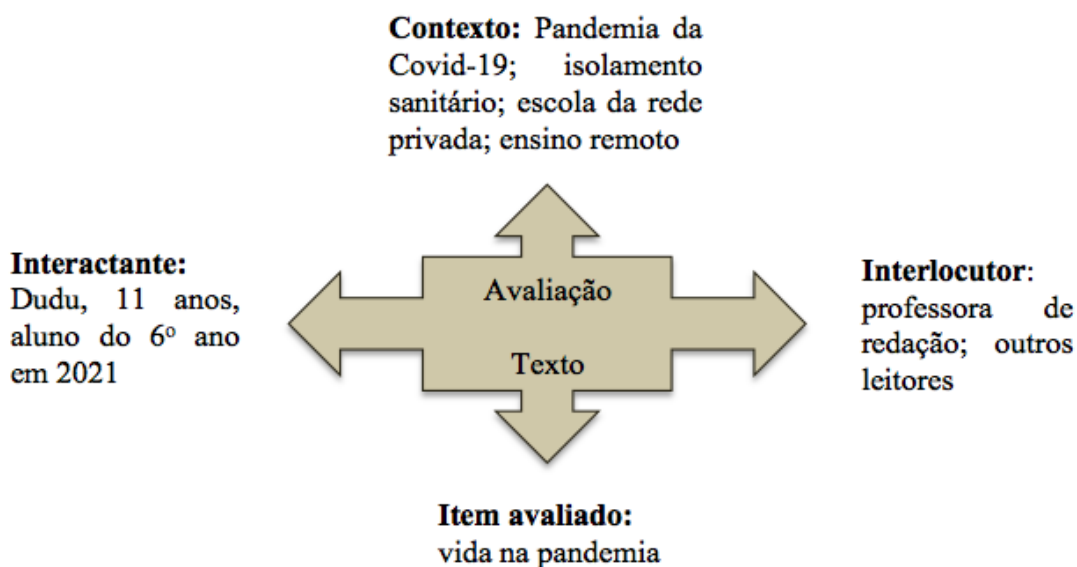 Contexto: Pandemia da
Covid-19; isolamento
sanitário; escola da rede
privada; ensino remoto
Interactante:
Dudu, 11 anos,
aluno do 6º ano
em 2021
Avaliação
Texto
Interlocutor:
professora de
redação; outros
leitores
Item avaliado:
vida na pandemia